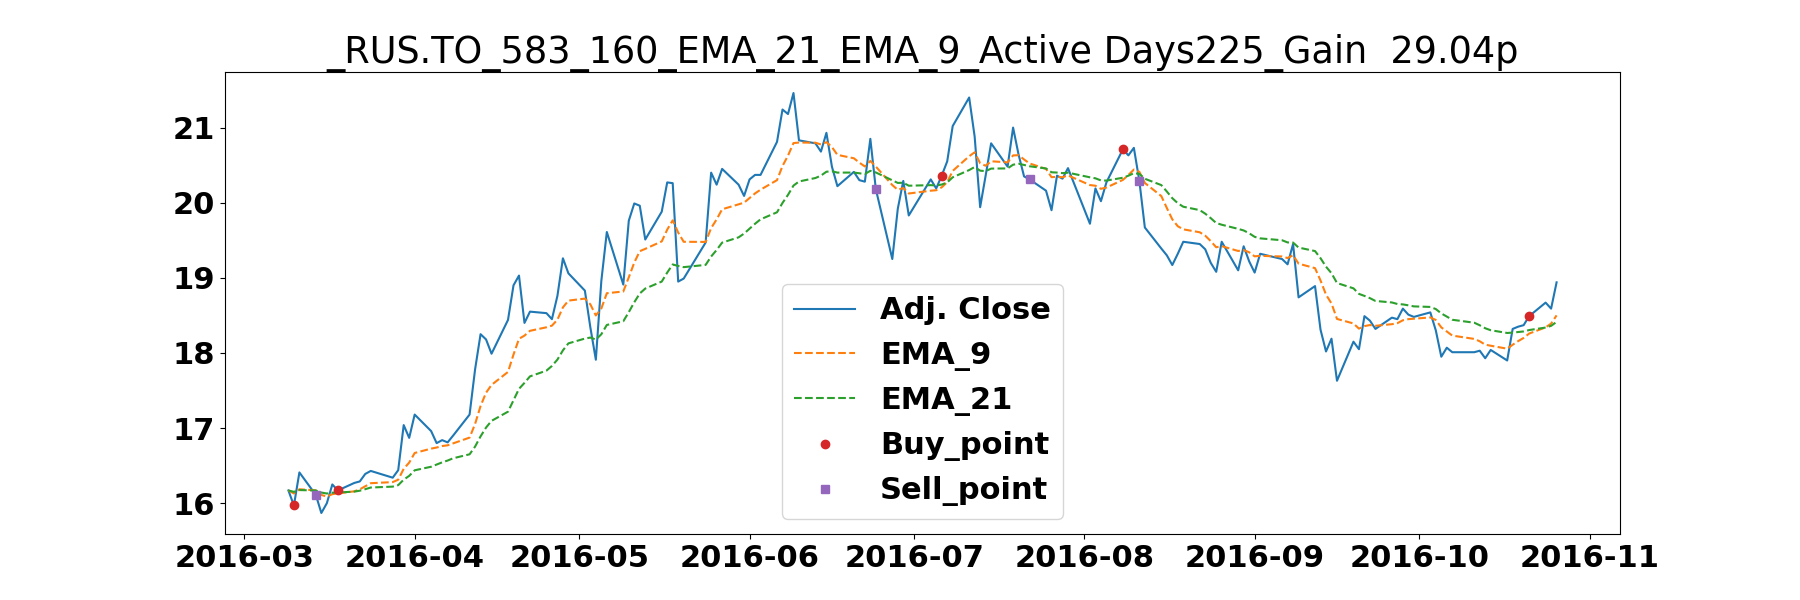 _RUS.TO_583_160_EMA_21_EMA_9_Active Days225_Gain  29.04p
21
20
19
18
17
16
Adj. Close
EMA_9
EMA_21
Buy_point
Sell_point
2016-03 2016-04 2016-05 2016-06 2016-07 2016-08 2016-09 2016-10 2016-11